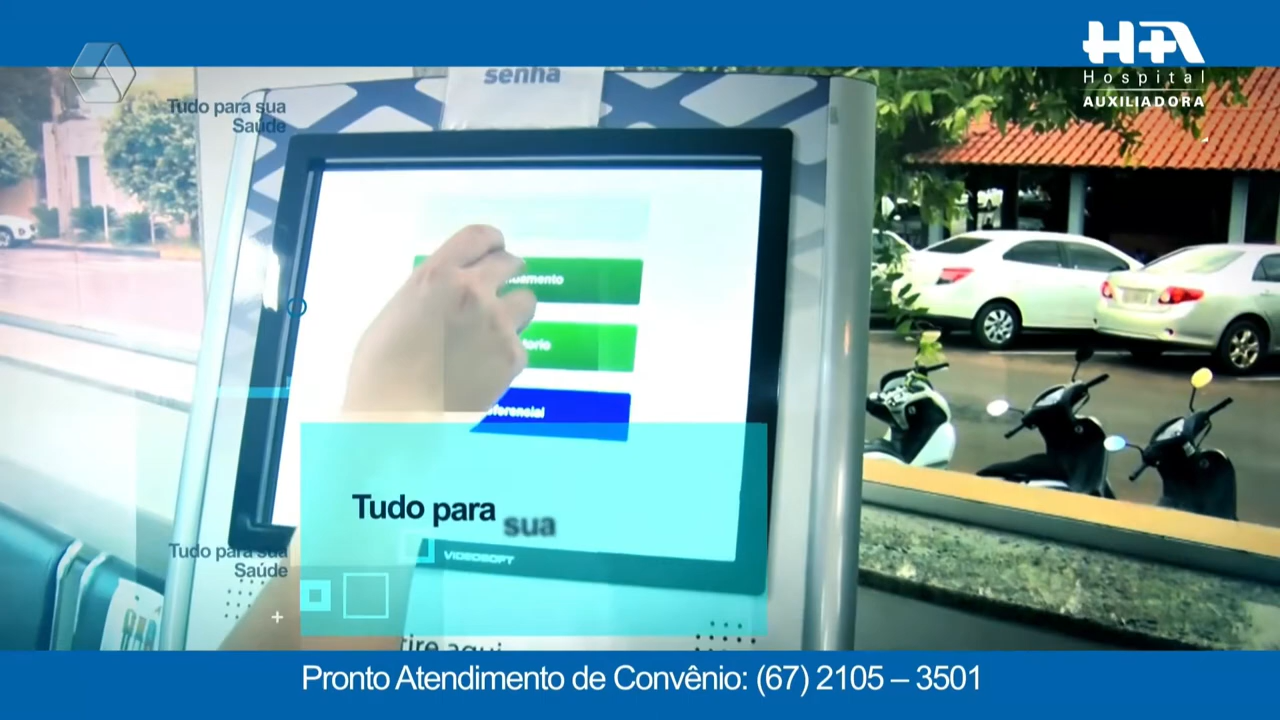 HA
Hospital
AUXILIADORA
senha
Tudo para sua
Saúde
Tudo para sua
VIDEOSOFT
Tudo para sua
Saúde
Pronto Atendimento de Convênio: (67) 2105 – 3501